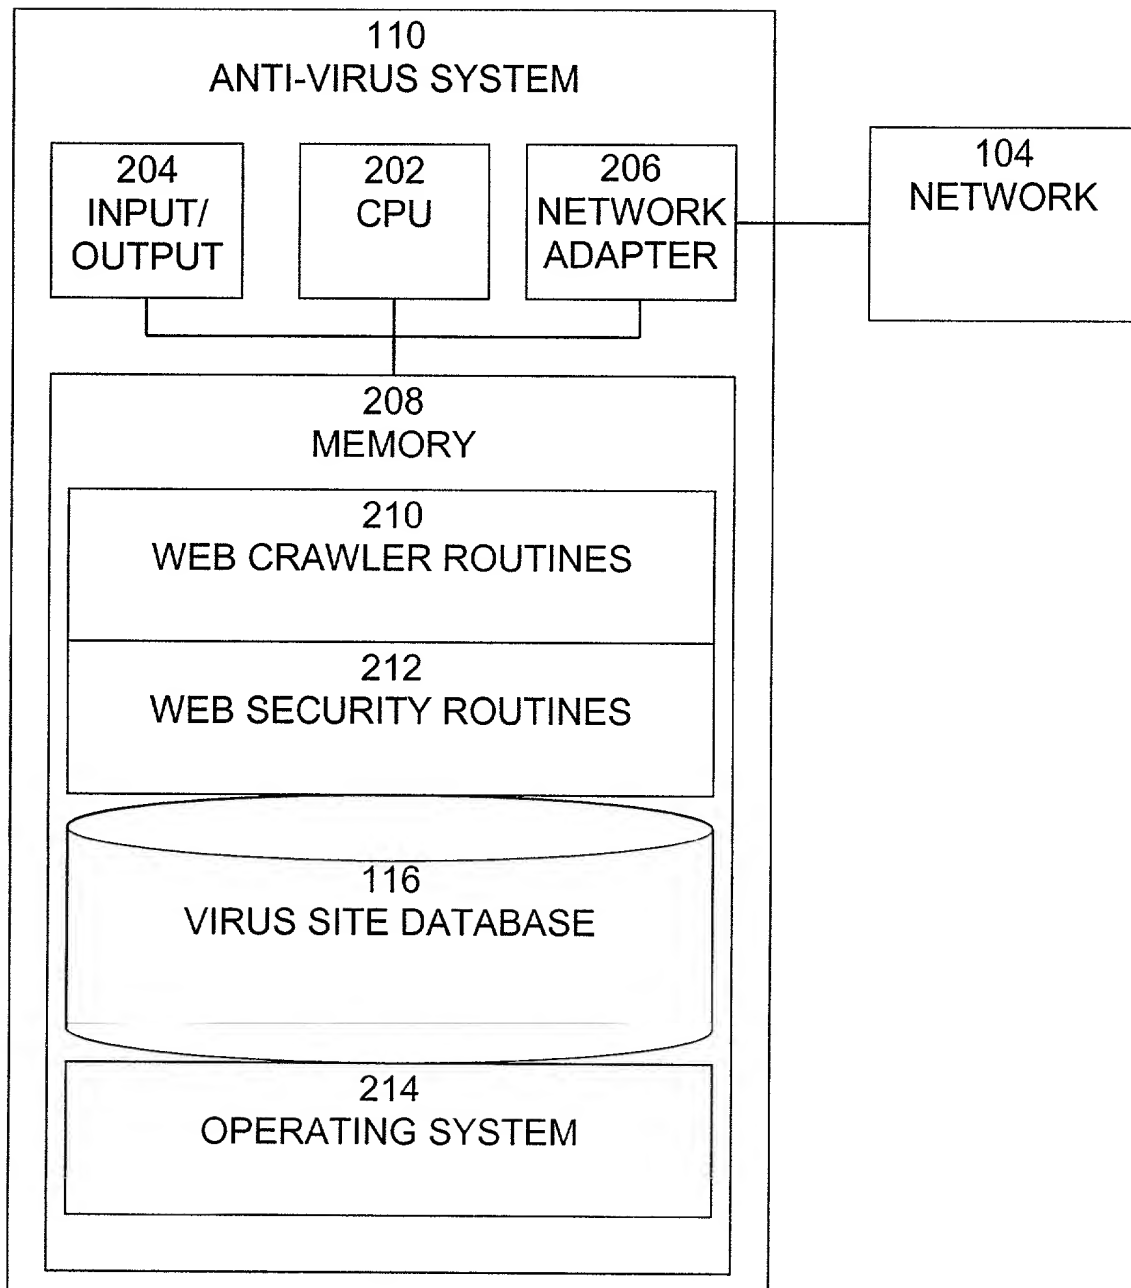 110
ANTI-VIRUS SYSTEM
204
INPUT/
OUTPUT
202
CPU
206
NETWORK
ADAPTER
104
NETWORK
208
MEMORY
210
WEB CRAWLER ROUTINES
212
WEB SECURITY ROUTINES
116
VIRUS SITE DATABASE
214
OPERATING SYSTEM